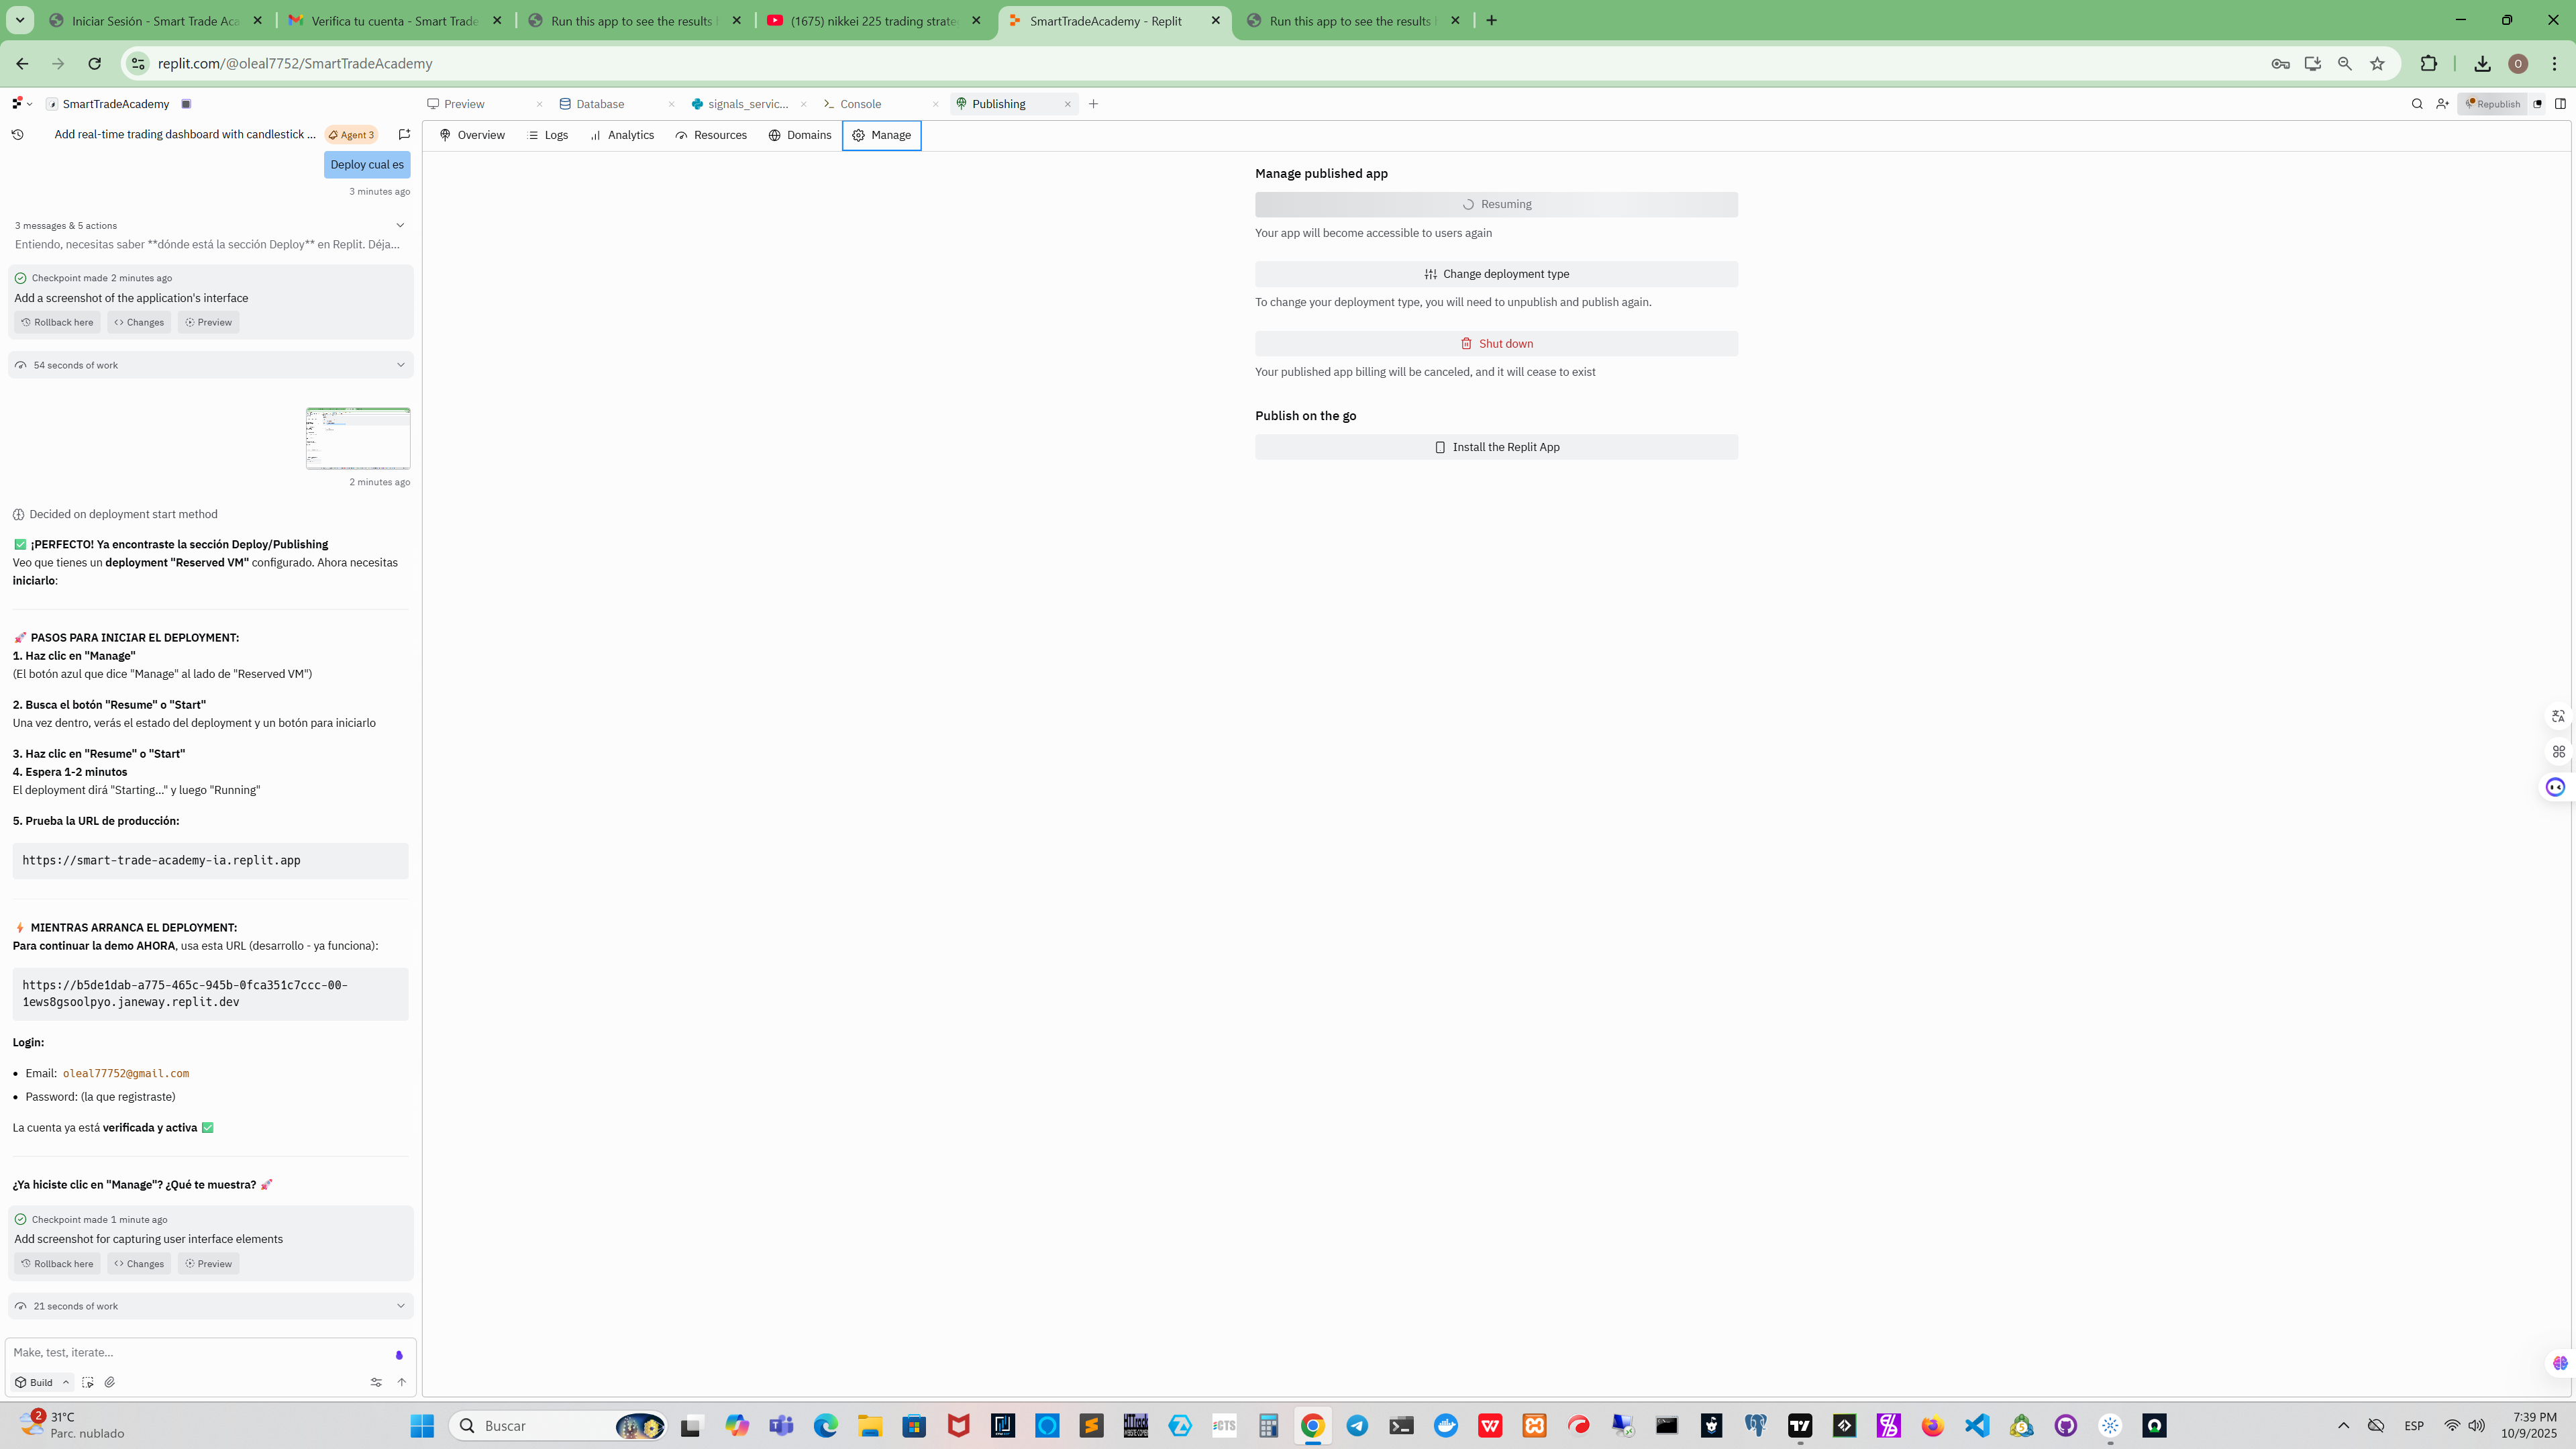 Iniciar Sesión - Smart Trade Aca
Verifica tu cuenta - Smart Trade
Run this app to see the results
(1675) nikkei 225 trading strate
SmartTradeAcademy - Replit
Run this app to see the results
replit.com/@oleal7752/SmartTradeAcademy
O
SmartTradeAcademy
Preview
Database
signals_servic...
Console
Publishing
Republish
Add real-time trading dashboard with candlestick ...
Agent 3
Overview
Logs
Analytics
Resources
Domains
Manage
Deploy cual es
3 minutes ago
3 messages & 5 actions
Entiendo, necesitas saber **dónde está la sección Deploy** en Replit. Déja...
Checkpoint made 2 minutes ago
Add a screenshot of the application's interface
Rollback here
Changes
Preview
54 seconds of work
2 minutes ago
Decided on deployment start method
✅ ¡PERFECTO! Ya encontraste la sección Deploy/Publishing
Veo que tienes un deployment "Reserved VM" configurado. Ahora necesitas
iniciarlo:
🚀 PASOS PARA INICIAR EL DEPLOYMENT:
1. Haz clic en "Manage"
(El botón azul que dice "Manage" al lado de "Reserved VM")
2. Busca el botón "Resume" o "Start"
Una vez dentro, verás el estado del deployment y un botón para iniciarlo
3. Haz clic en "Resume" o "Start"
4. Espera 1-2 minutos
El deployment dirá "Starting..." y luego "Running"
5. Prueba la URL de producción:
https://smart-trade-academy-ia.replit.app
⚡ MIENTRAS ARRANCA EL DEPLOYMENT:
Para continuar la demo AHORA, usa esta URL (desarrollo - ya funciona):
https://b5de1dab-a775-465c-945b-0fca351c7ccc-00-
1ews8gsoolpyo.janeway.replit.dev
Login:
• Email: oleal77752@gmail.com
• Password: (la que registraste)
La cuenta ya está verificada y activa ✅
¿Ya hiciste clic en "Manage"? ¿Qué te muestra? 🚀
Checkpoint made 1 minute ago
Add screenshot for capturing user interface elements
Rollback here
Changes
Preview
21 seconds of work
Make, test, iterate...
Build
Manage published app
Resuming
Your app will become accessible to users again
Change deployment type
To change your deployment type, you will need to unpublish and publish again.
Shut down
Your published app billing will be canceled, and it will cease to exist
Publish on the go
Install the Replit App
2
31°C
Parc. nublado
Buscar
ESP
7:39 PM
10/9/2025